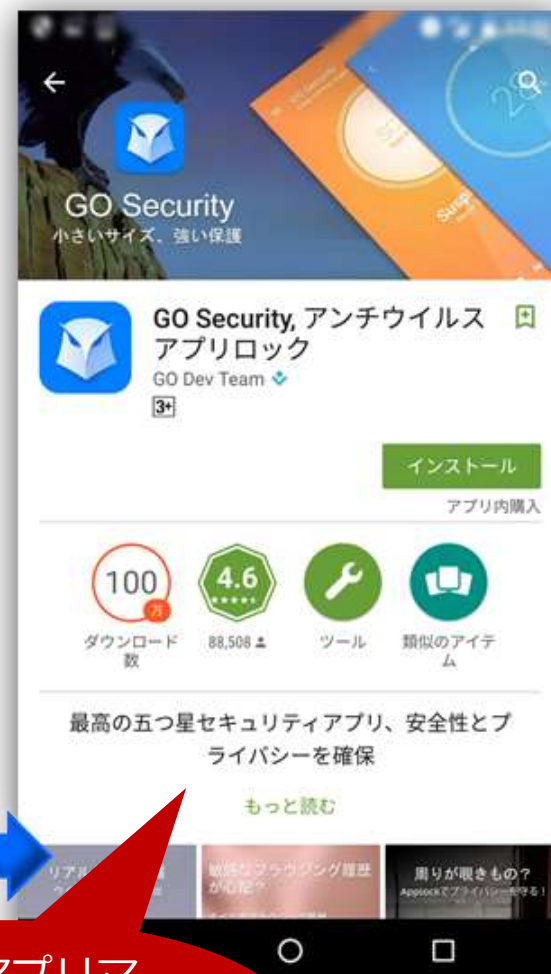 GO Security
小さいサイズ、強い保護
GO Security, アンチウイルス
アプリロック
GO Dev Team
3+
インストール
アプリ内購入
100
万
4.6
ダウンロード
数
88,508
ツール
類似のアイテ
ム
最高の五つ星セキュリティアプリ、安全性とプ
ライバシーを確保
もっと読む
敏感なブラウジング履歴
が心配?
周りが覗きもの?
Applockでプライバシーを守る!
アプリマ